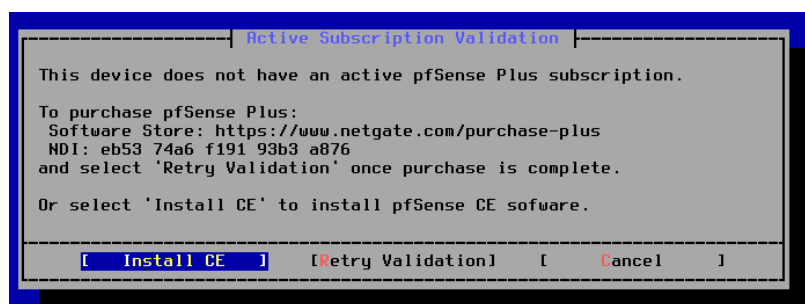 Active Subscription Validation
This device does not have an active pfSense Plus subscription.
To purchase pfSense Plus:
Software Store: https://www.netgate.com/purchase-plus
NDI: eb53 74a6 f191 93b3 a876
and select 'Retry Validation' once purchase is complete.
Or select 'Install CE' to install pfSense CE sofware.
[ Install CE ] [Retry Validation] [ Cancel ]